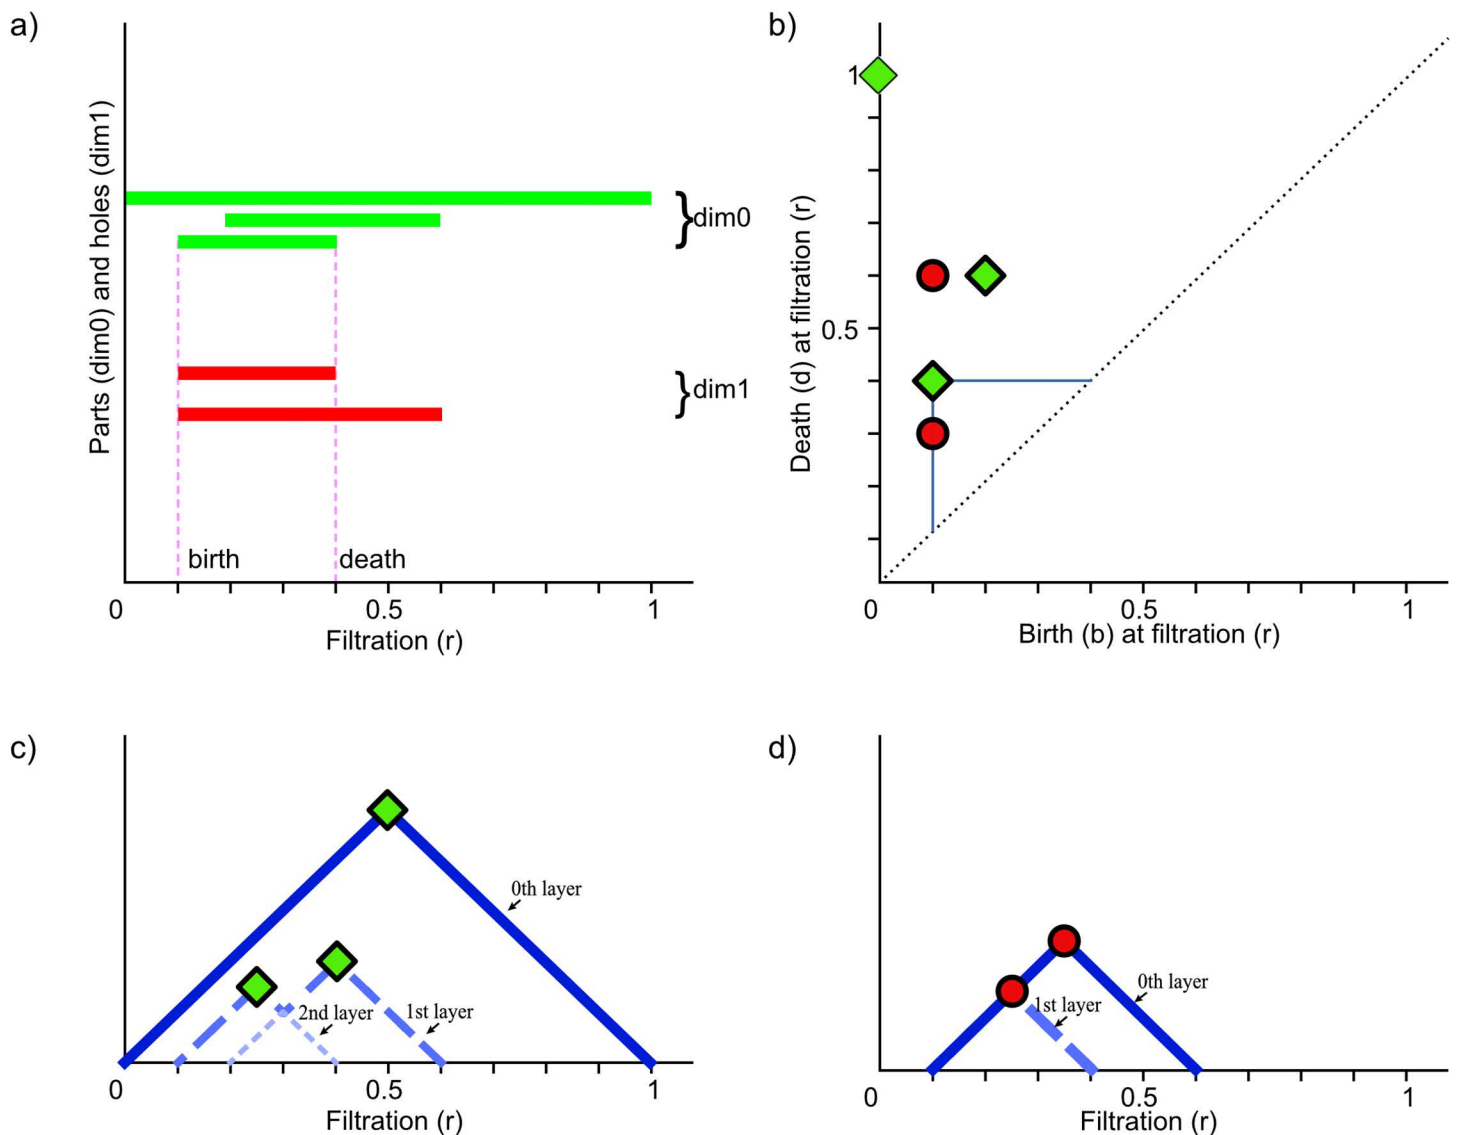 a)
Parts (dim0) and holes (dim1)
}dim0
}dim1
birth
death
0
0.5
1
Filtration (r)
b)
Death (d) at filtration (r)
1
0.5
0
0.5
1
Birth (b) at filtration (r)
c)
0th layer
2nd layer
1st layer
0
0.5
1
Filtration (r)
d)
0th layer
1st layer
0
0.5
1
Filtration (r)